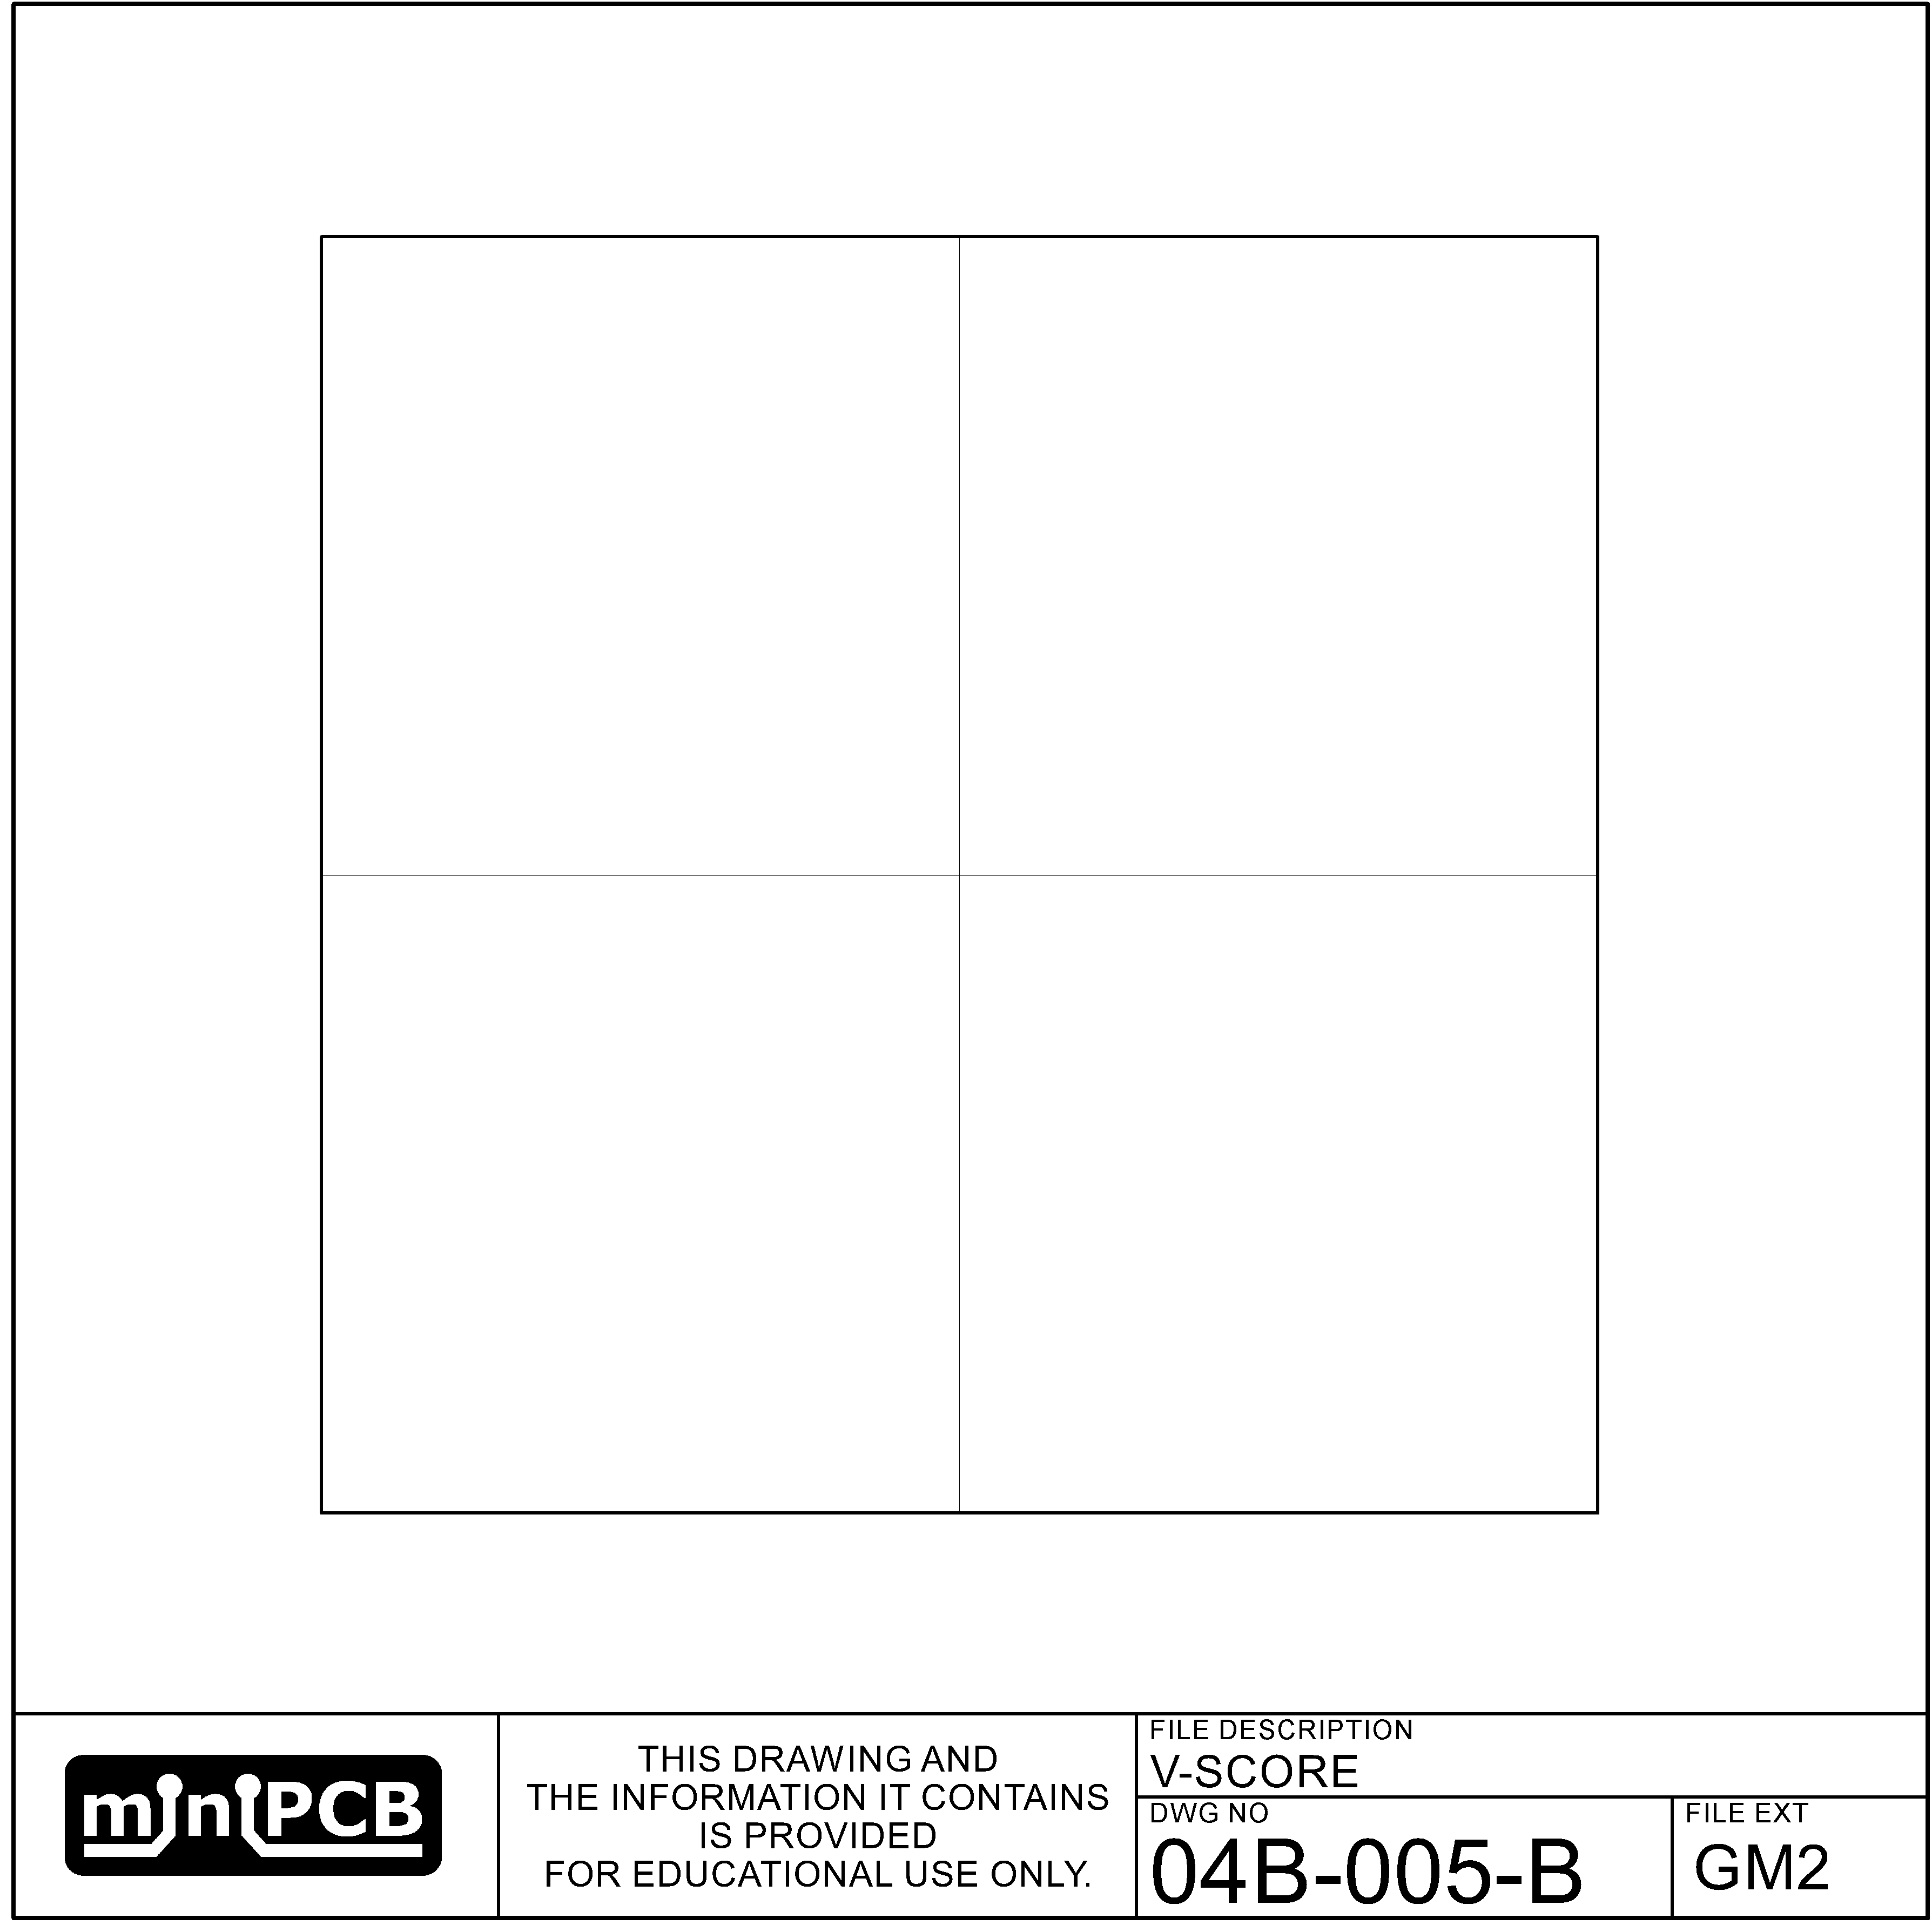 miniPCB
THIS DRAWING AND
THE INFORMATION IT CONTAINS
IS PROVIDED
FOR EDUCATIONAL USE ONLY.
FILE DESCRIPTION
V-SCORE
DWG NO
04B-005-B
FILE EXT
GM2